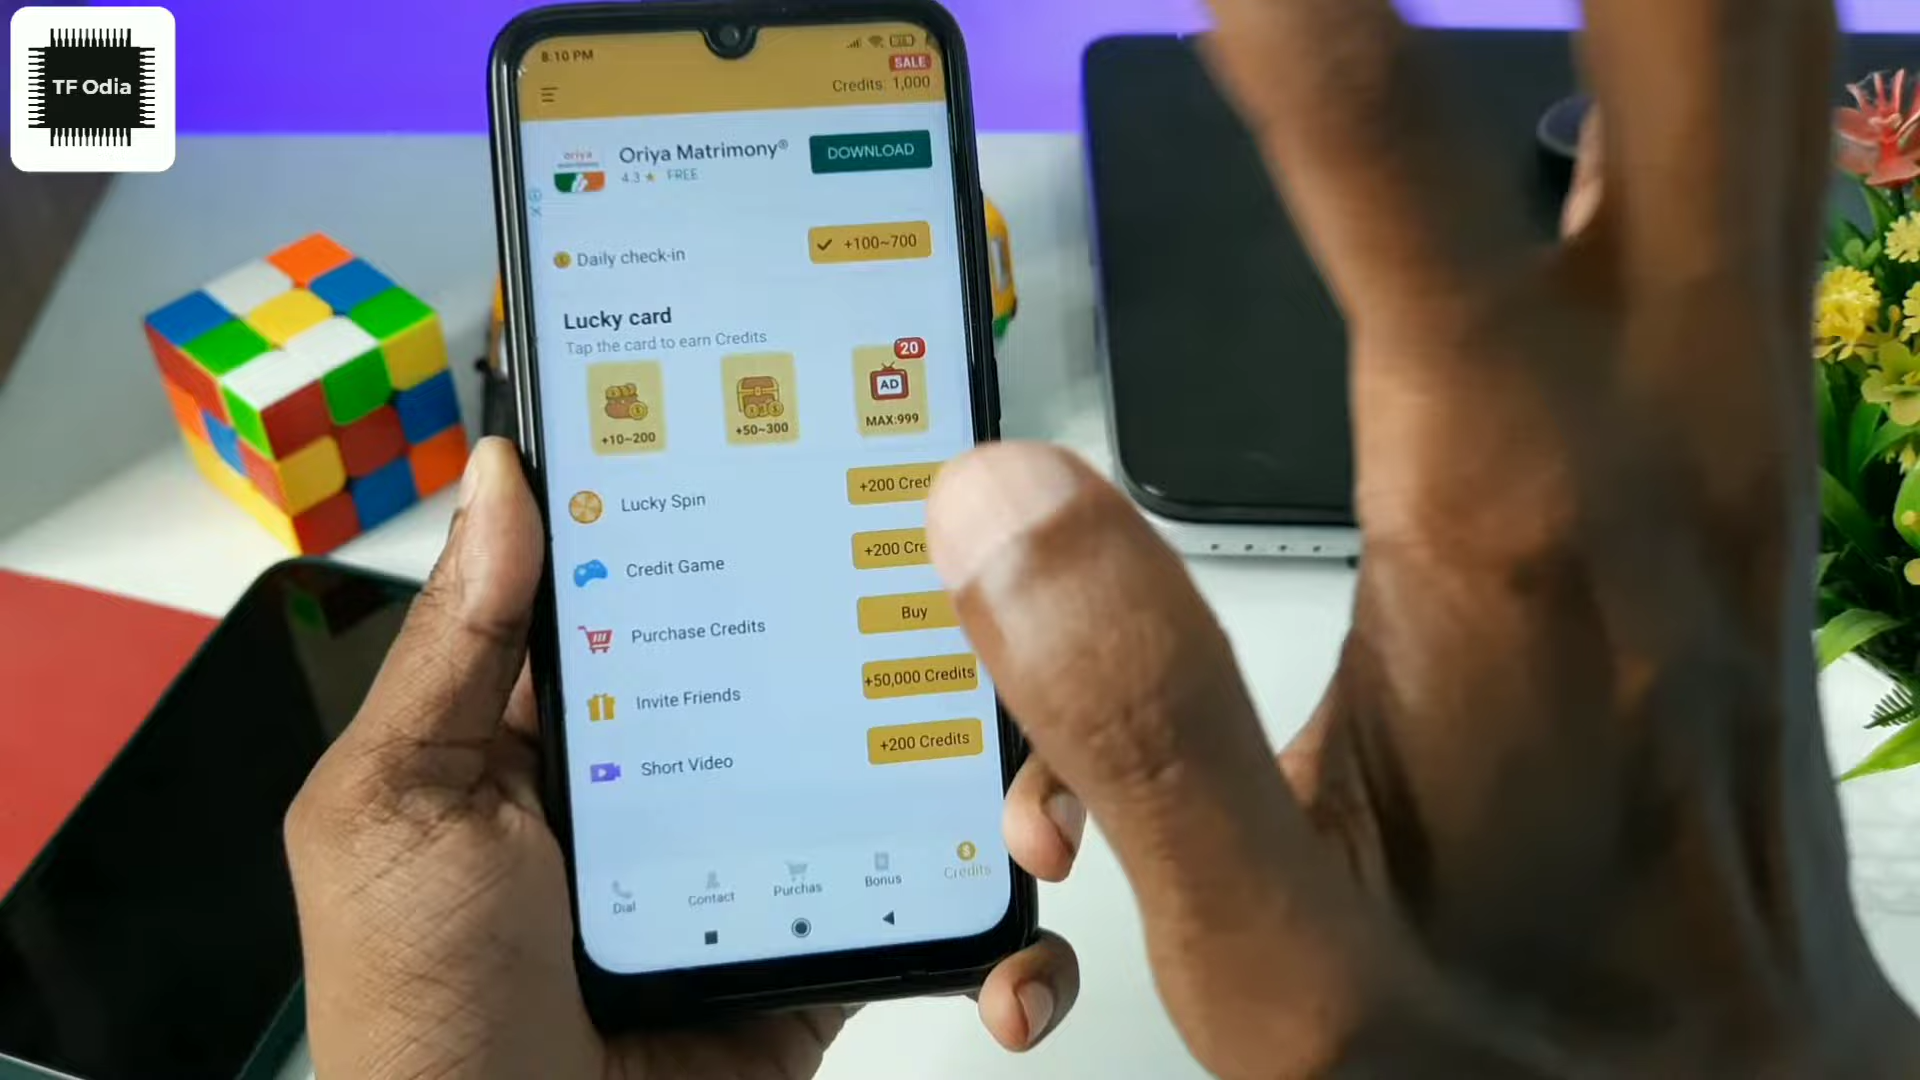 TF Odia
8:10 PM
SALE
Credits: 1,000
oriya
Oriya Matrimony®
4.3 ★ FREE
DOWNLOAD
Daily check-in
+100~700
Lucky card
Tap the card to earn Credits
20
AD
+10~200
+50~300
MAX:999
Lucky Spin
+200 Cred
Credit Game
+200 Cre
Purchase Credits
Buy
Invite Friends
+50,000 Credits
Short Video
+200 Credits
Dial
Contact
Purchas
Bonus
Credits